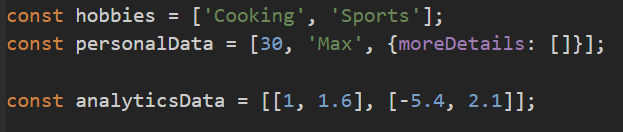 const hobbies = ['Cooking', 'Sports'];
const personalData = [30, 'Max', {moreDetails: []}];
const analyticsData = [[1, 1.6], [-5.4, 2.1]];